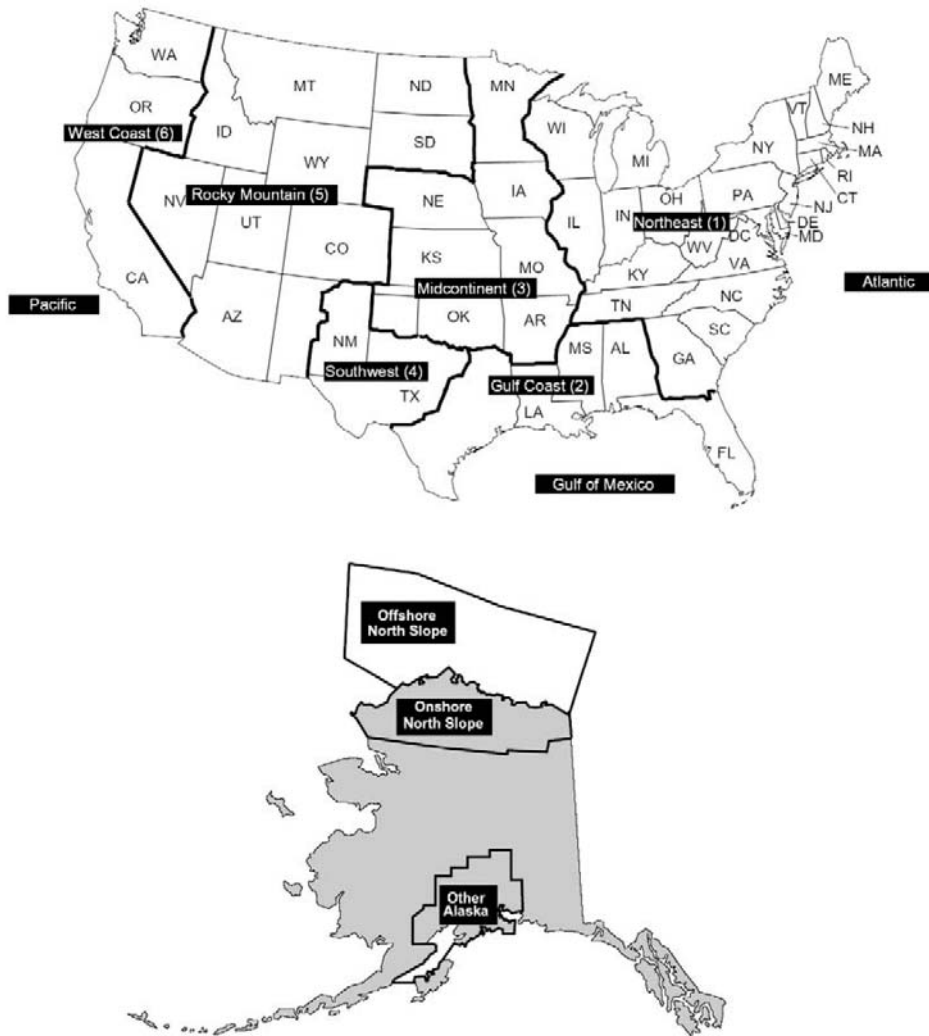 WA
MT
ND
MN
ME
OR
VT
West Coast (6)
ID
SD
WI
NH
WY
MI
NY
MA
RI
CT
Rocky Mountain (5)
NV
NE
IA
PA
NJ
UT
IL
IN
OH
Northeast (1)
DE
MD
DC
CO
KS
WV
MO
VA
CA
KY
Midcontinent (3)
Atlantic
Pacific
AZ
OK
AR
TN
NC
NM
SC
MS
AL
GA
Southwest (4)
Gulf Coast (2)
TX
LA
FL
Gulf of Mexico
Offshore
North Slope
Onshore
North Slope
Other
Alaska